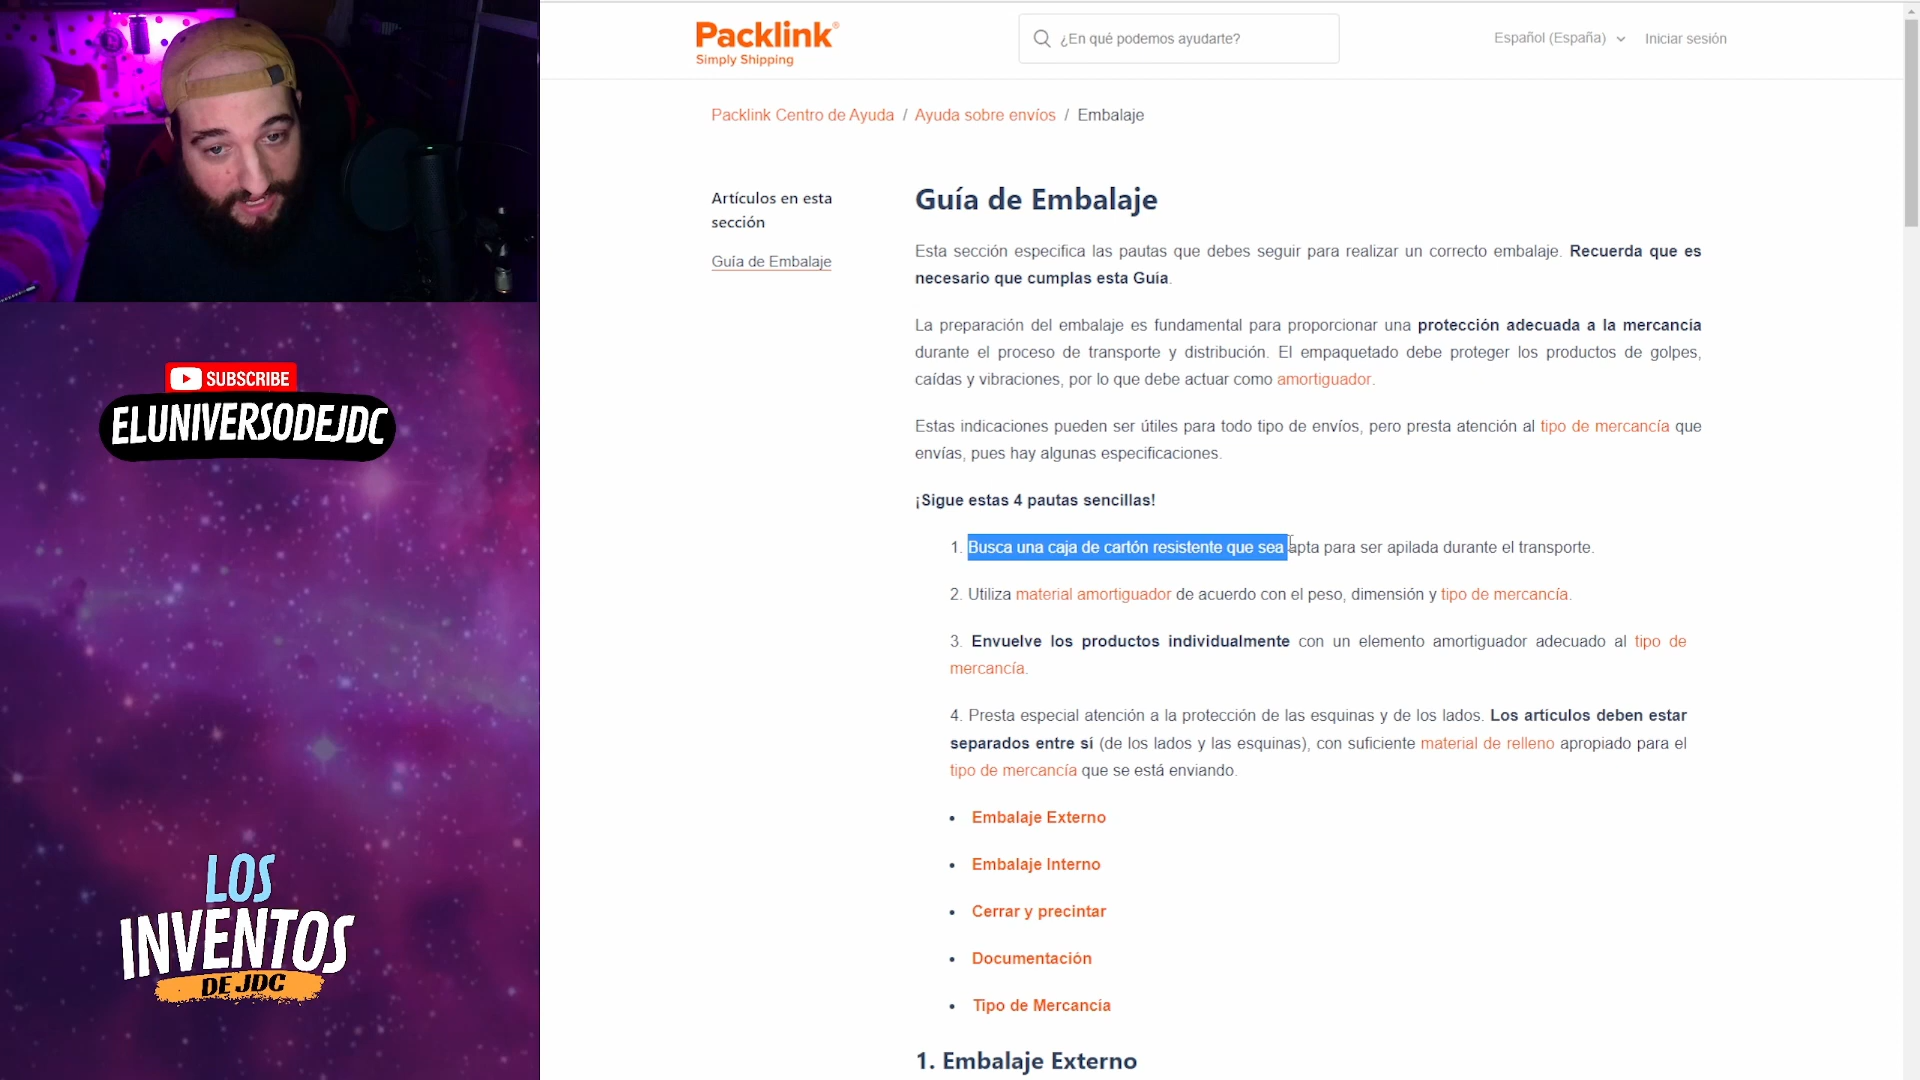 Packlink®
Simply Shipping
¿En qué podemos ayudarte?
Español (España)
Iniciar sesión
Packlink Centro de Ayuda / Ayuda sobre envíos / Embalaje
Artículos en esta
sección
Guía de Embalaje
Guía de Embalaje
Esta sección especifica las pautas que debes seguir para realizar un correcto embalaje. Recuerda que es
necesario que cumplas esta Guía.
La preparación del embalaje es fundamental para proporcionar una protección adecuada a la mercancía
durante el proceso de transporte y distribución. El empaquetado debe proteger los productos de golpes,
caídas y vibraciones, por lo que debe actuar como amortiguador.
Estas indicaciones pueden ser útiles para todo tipo de envíos, pero presta atención al tipo de mercancía que
envías, pues hay algunas especificaciones.
¡Sigue estas 4 pautas sencillas!
1. Busca una caja de cartón resistente que sea apta para ser apilada durante el transporte.
2. Utiliza material amortiguador de acuerdo con el peso, dimensión y tipo de mercancía.
3. Envuelve los productos individualmente con un elemento amortiguador adecuado al tipo de
mercancía.
4. Presta especial atención a la protección de las esquinas y de los lados. Los artículos deben estar
separados entre sí (de los lados y las esquinas), con suficiente material de relleno apropiado para el
tipo de mercancía que se está enviando.
• Embalaje Externo
• Embalaje Interno
• Cerrar y precintar
• Documentación
• Tipo de Mercancía
1. Embalaje Externo
SUBSCRIBE
ELUNIVERSODEJDC
LOS
INVENTOS
DE JDC